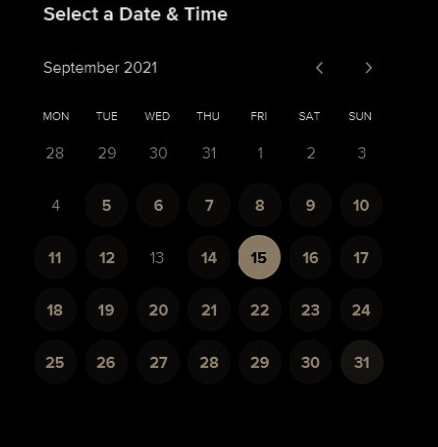 Select a Date & Time
September 2021
MON TUE WED THU FRI SAT SUN
28 29 30 31 1 2 3
4 5 6 7 8 9 10
11 12 13 14 15 16 17
18 19 20 21 22 23 24
25 26 27 28 29 30 31